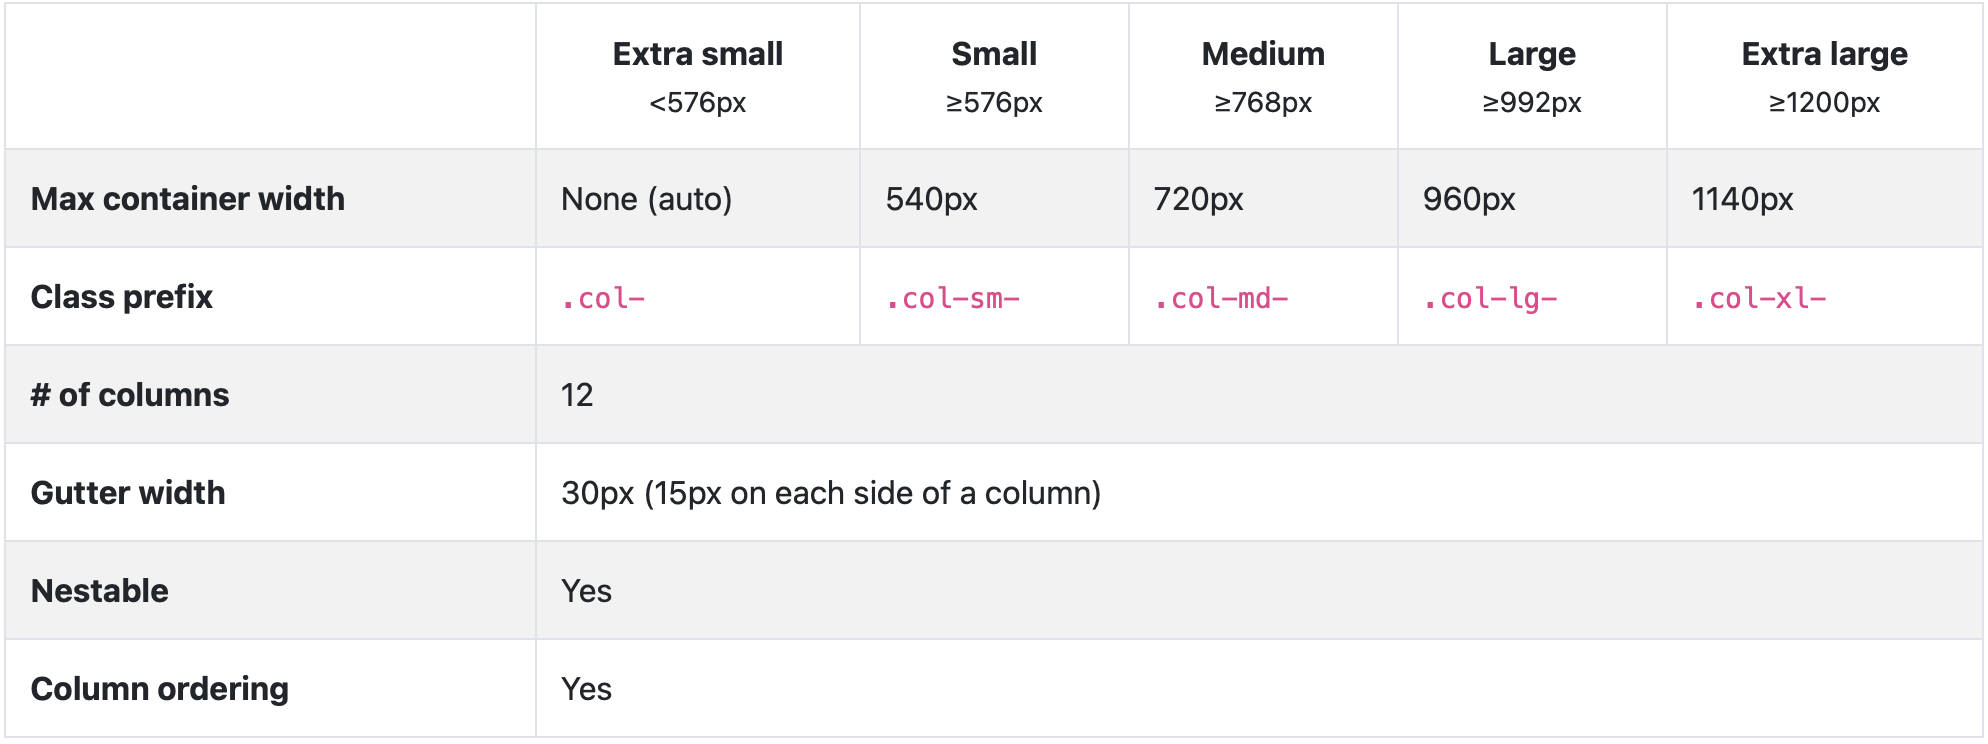 Extra small Small Medium Large Extra large
<576px ≥576px ≥768px ≥992px ≥1200px
Max container width None (auto) 540px 720px 960px 1140px
Class prefix .col- .col-sm- .col-md- .col-lg- .col-xl-
# of columns 12
Gutter width 30px (15px on each side of a column)
Nestable Yes
Column ordering Yes